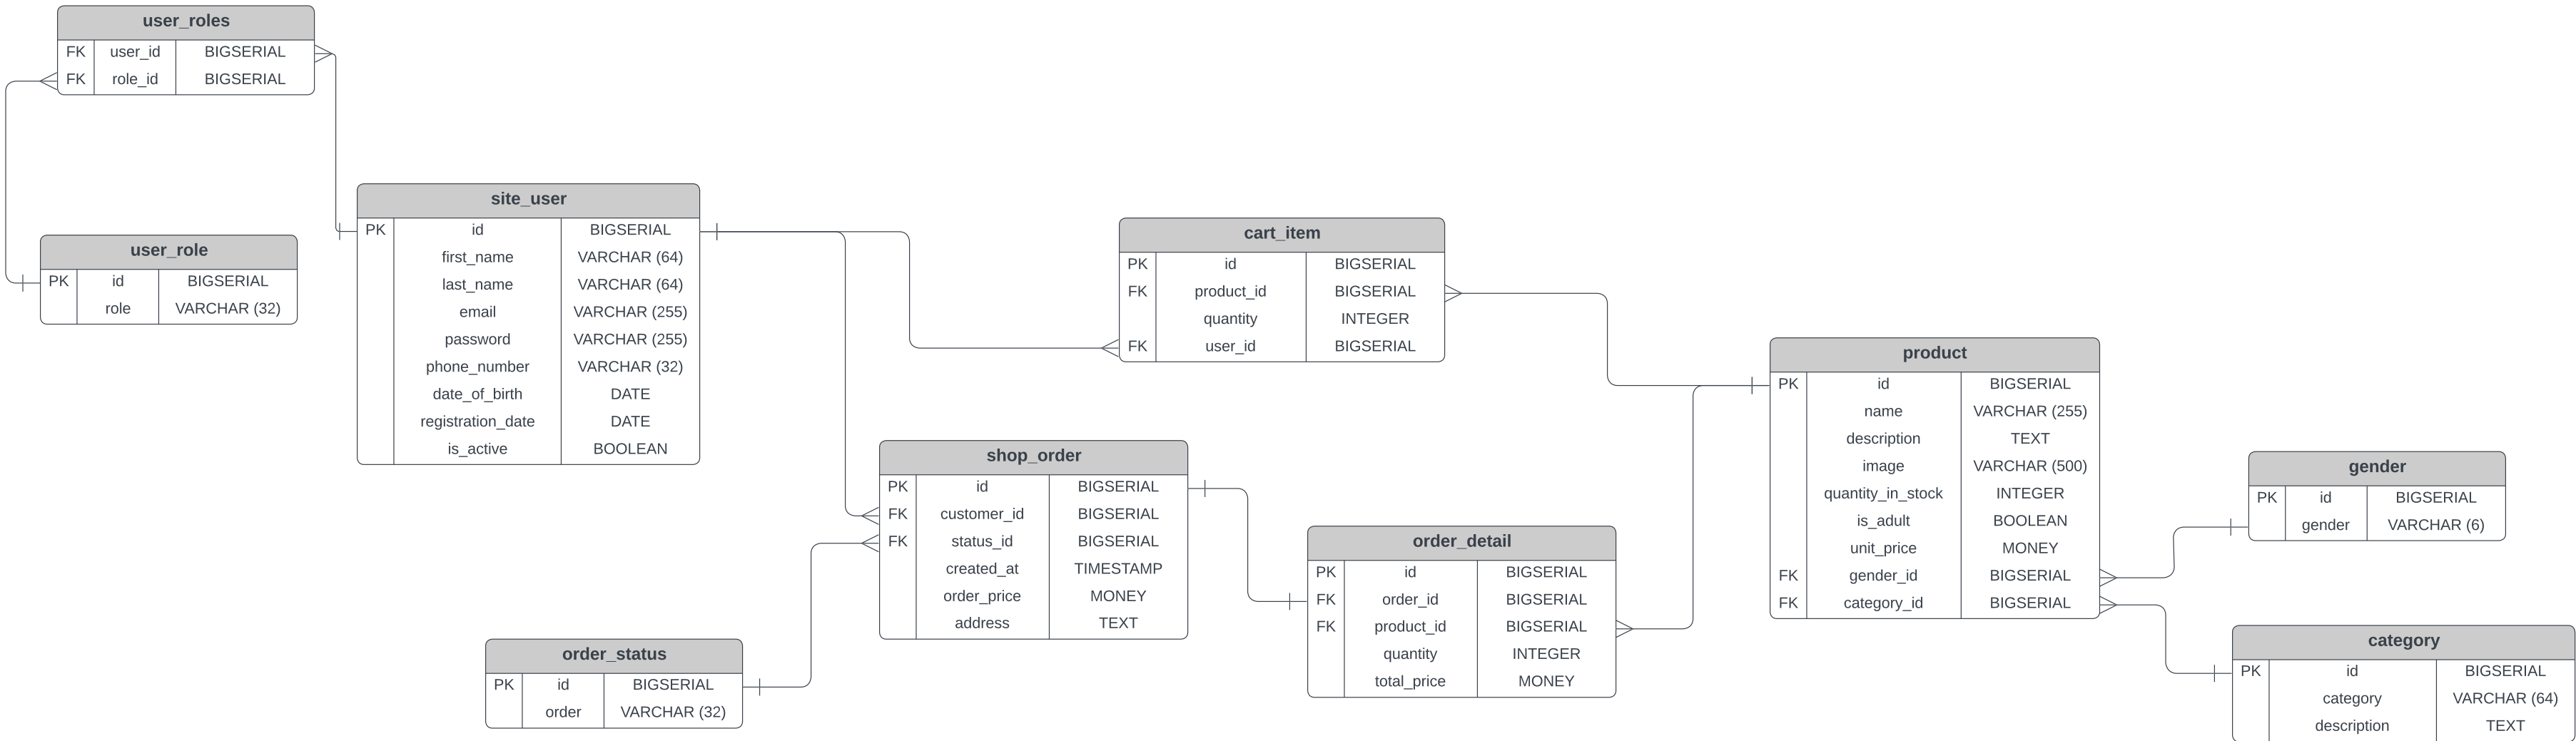 user_roles
FK user_id BIGSERIAL
FK role_id BIGSERIAL
user_role
PK id BIGSERIAL
role VARCHAR (32)
site_user
PK id BIGSERIAL
first_name VARCHAR (64)
last_name VARCHAR (64)
email VARCHAR (255)
password VARCHAR (255)
phone_number VARCHAR (32)
date_of_birth DATE
registration_date DATE
is_active BOOLEAN
cart_item
PK id BIGSERIAL
FK product_id BIGSERIAL
quantity INTEGER
FK user_id BIGSERIAL
shop_order
PK id BIGSERIAL
FK customer_id BIGSERIAL
FK status_id BIGSERIAL
created_at TIMESTAMP
order_price MONEY
address TEXT
order_status
PK id BIGSERIAL
order VARCHAR (32)
order_detail
PK id BIGSERIAL
FK order_id BIGSERIAL
FK product_id BIGSERIAL
quantity INTEGER
total_price MONEY
product
PK id BIGSERIAL
name VARCHAR (255)
description TEXT
image VARCHAR (500)
quantity_in_stock INTEGER
is_adult BOOLEAN
unit_price MONEY
FK gender_id BIGSERIAL
FK category_id BIGSERIAL
gender
PK id BIGSERIAL
gender VARCHAR (6)
category
PK id BIGSERIAL
category VARCHAR (64)
description TEXT